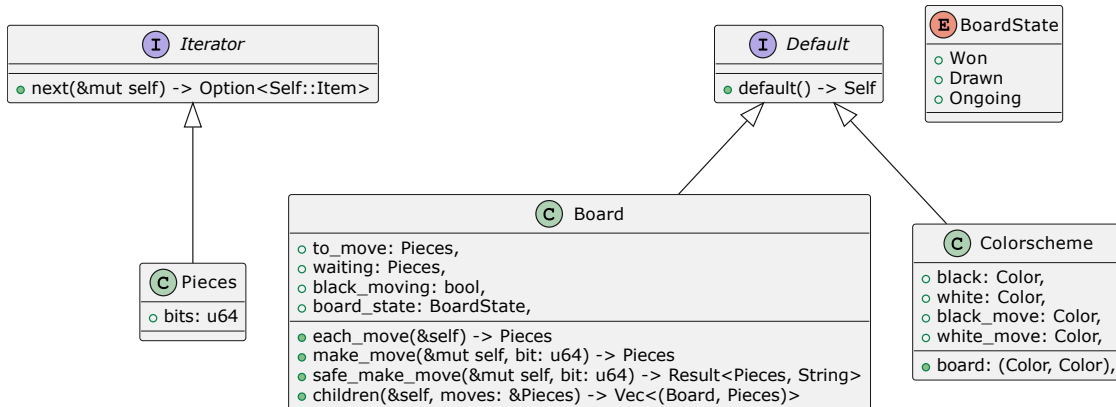 I Iterator
+ next(&mut self) -> Option<Self::Item>
I Default
default() -> Self
E BoardState
Won
Drawn
Ongoing
C Pieces
bits: u64
C Board
to_move: Pieces,
waiting: Pieces,
black_moving: bool,
board_state: BoardState,
each_move(&self) -> Pieces
make_move(&mut self, bit: u64) -> Pieces
safe_make_move(&mut self, bit: u64) -> Result<Pieces, String>
children(&self, moves: &Pieces) -> Vec<(Board, Pieces)>
C Colorscheme
black: Color,
white: Color,
black_move: Color,
white_move: Color,
board: (Color, Color),